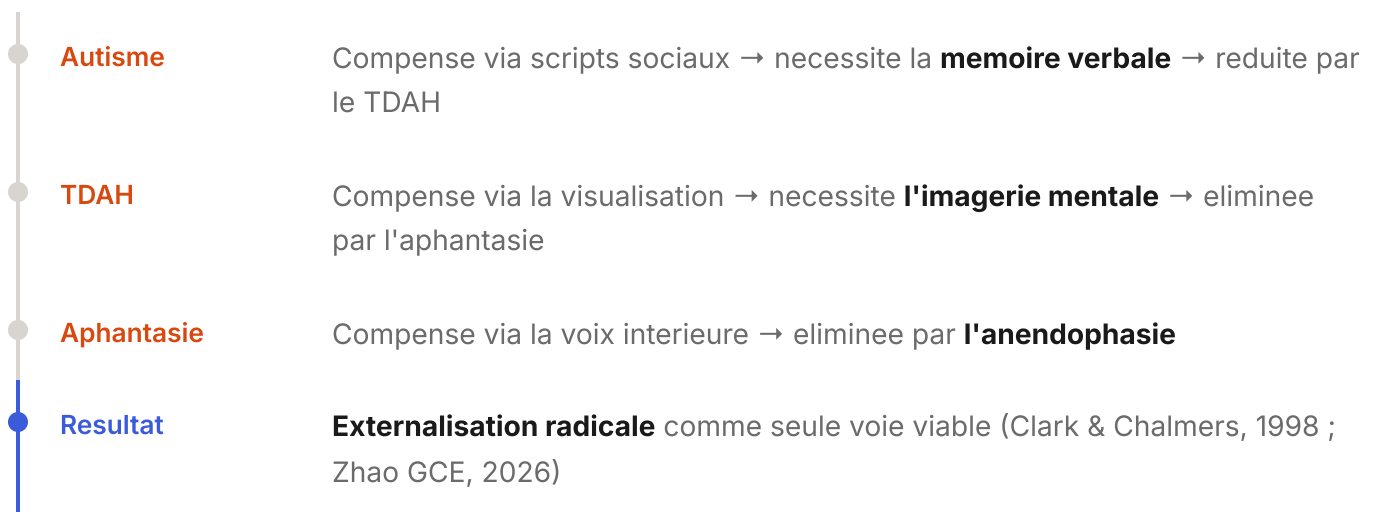 Autisme
Compense via scripts sociaux → necessite la memoire verbale → reduite par
le TDAH
TDAH
Compense via la visualisation → necessite l'imagerie mentale → eliminee
par l'aphantasie
Aphantasie
Compense via la voix interieure → eliminee par l'anendophasie
Resultat
Externalisation radicale comme seule voie viable (Clark & Chalmers, 1998 ;
Zhao GCE, 2026)